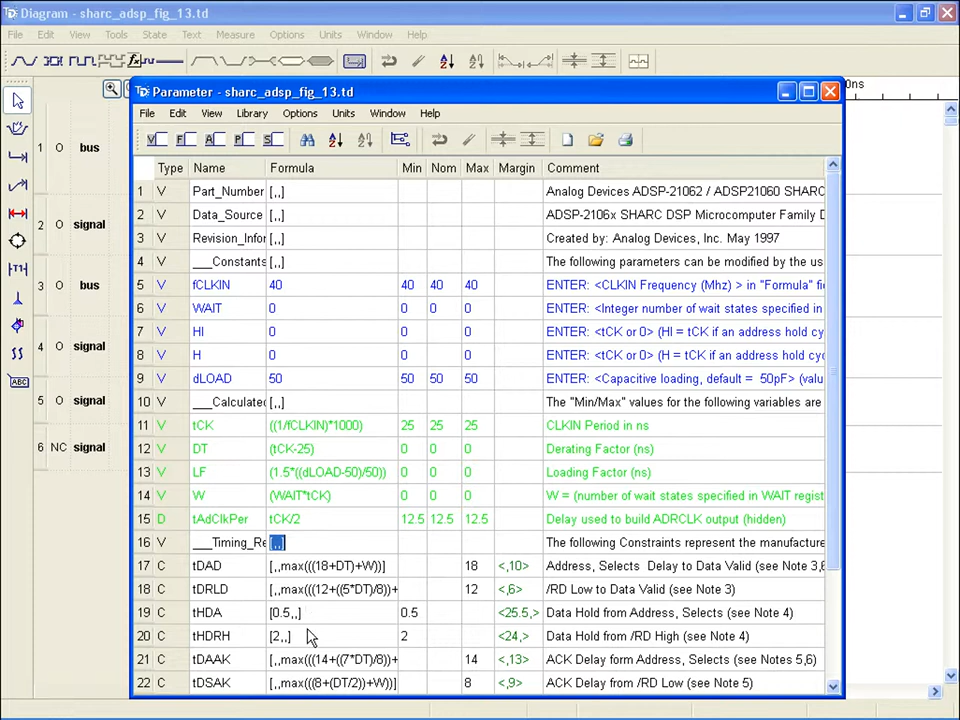 Diagram - sharc_adsp_fig_13.td
File Edit View Tools State Text Measure Options Units Window Help
0ns
Parameter - sharc_adsp_fig_13.td
File Edit View Library Options Units Window Help
V F A P S
Type Name Formula Min Nom Max Margin Comment
1 V Part_Number [,,] Analog Devices ADSP-21062 / ADSP21060 SHARC
2 V Data_Source [,,] ADSP-2106x SHARC DSP Microcomputer Family D
3 V Revision_Infor [,,] Created by: Analog Devices, Inc. May 1997
4 V ___Constants [,,] The following parameters can be modified by the us
5 V fCLKIN 40 40 40 40 ENTER: <CLKIN Frequency (Mhz) > in "Formula" fi
6 V WAIT 0 0 0 0 ENTER: <Integer number of wait states specified in
7 V HI 0 0 0 ENTER: <tCK or 0> (HI = tCK if an address hold cy
8 V H 0 0 0 ENTER: <tCK or 0> (H = tCK if an address hold cyc
9 V dLOAD 50 50 50 50 ENTER: <Capacitive loading, default = 50pF> (valu
10 V ___Calculated [,,] The "Min/Max" values for the following variables are
11 V tCK ((1/fCLKIN)*1000) 25 25 25 CLKIN Period in ns
12 V DT (tCK-25) 0 0 0 Derating Factor (ns)
13 V LF (1.5*((dLOAD-50)/50)) 0 0 0 Loading Factor (ns)
14 V W (WAIT*tCK) 0 0 0 W = (number of wait states specified in WAIT regist
15 D tAdClkPer tCK/2 12.5 12.5 12.5 Delay used to build ADRCLK output (hidden)
16 V ___Timing_Re [,,] The following Constraints represent the manufacture
17 C tDAD [,,max(((18+DT)+W))] 18 <,10> Address, Selects Delay to Data Valid (see Note 3,6
18 C tDRLD [,,max(((12+((5*DT)/8))+ 12 <,6> /RD Low to Data Valid (see Note 3)
19 C tHDA [0.5,,] 0.5 <25.5,> Data Hold from Address, Selects (see Note 4)
20 C tHDRH [2,,] 2 <24,> Data Hold from /RD High (see Note 4)
21 C tDAAK [,,max(((14+((7*DT)/8))+ 14 <,13> ACK Delay form Address, Selects (see Notes 5,6)
22 C tDSAK [,,max(((8+(DT/2))+W))] 8 <,9> ACK Delay from /RD Low (see Note 5)
1 O bus
2 O signal
3 O bus
4 O signal
5 O signal
6 NC signal
ABC